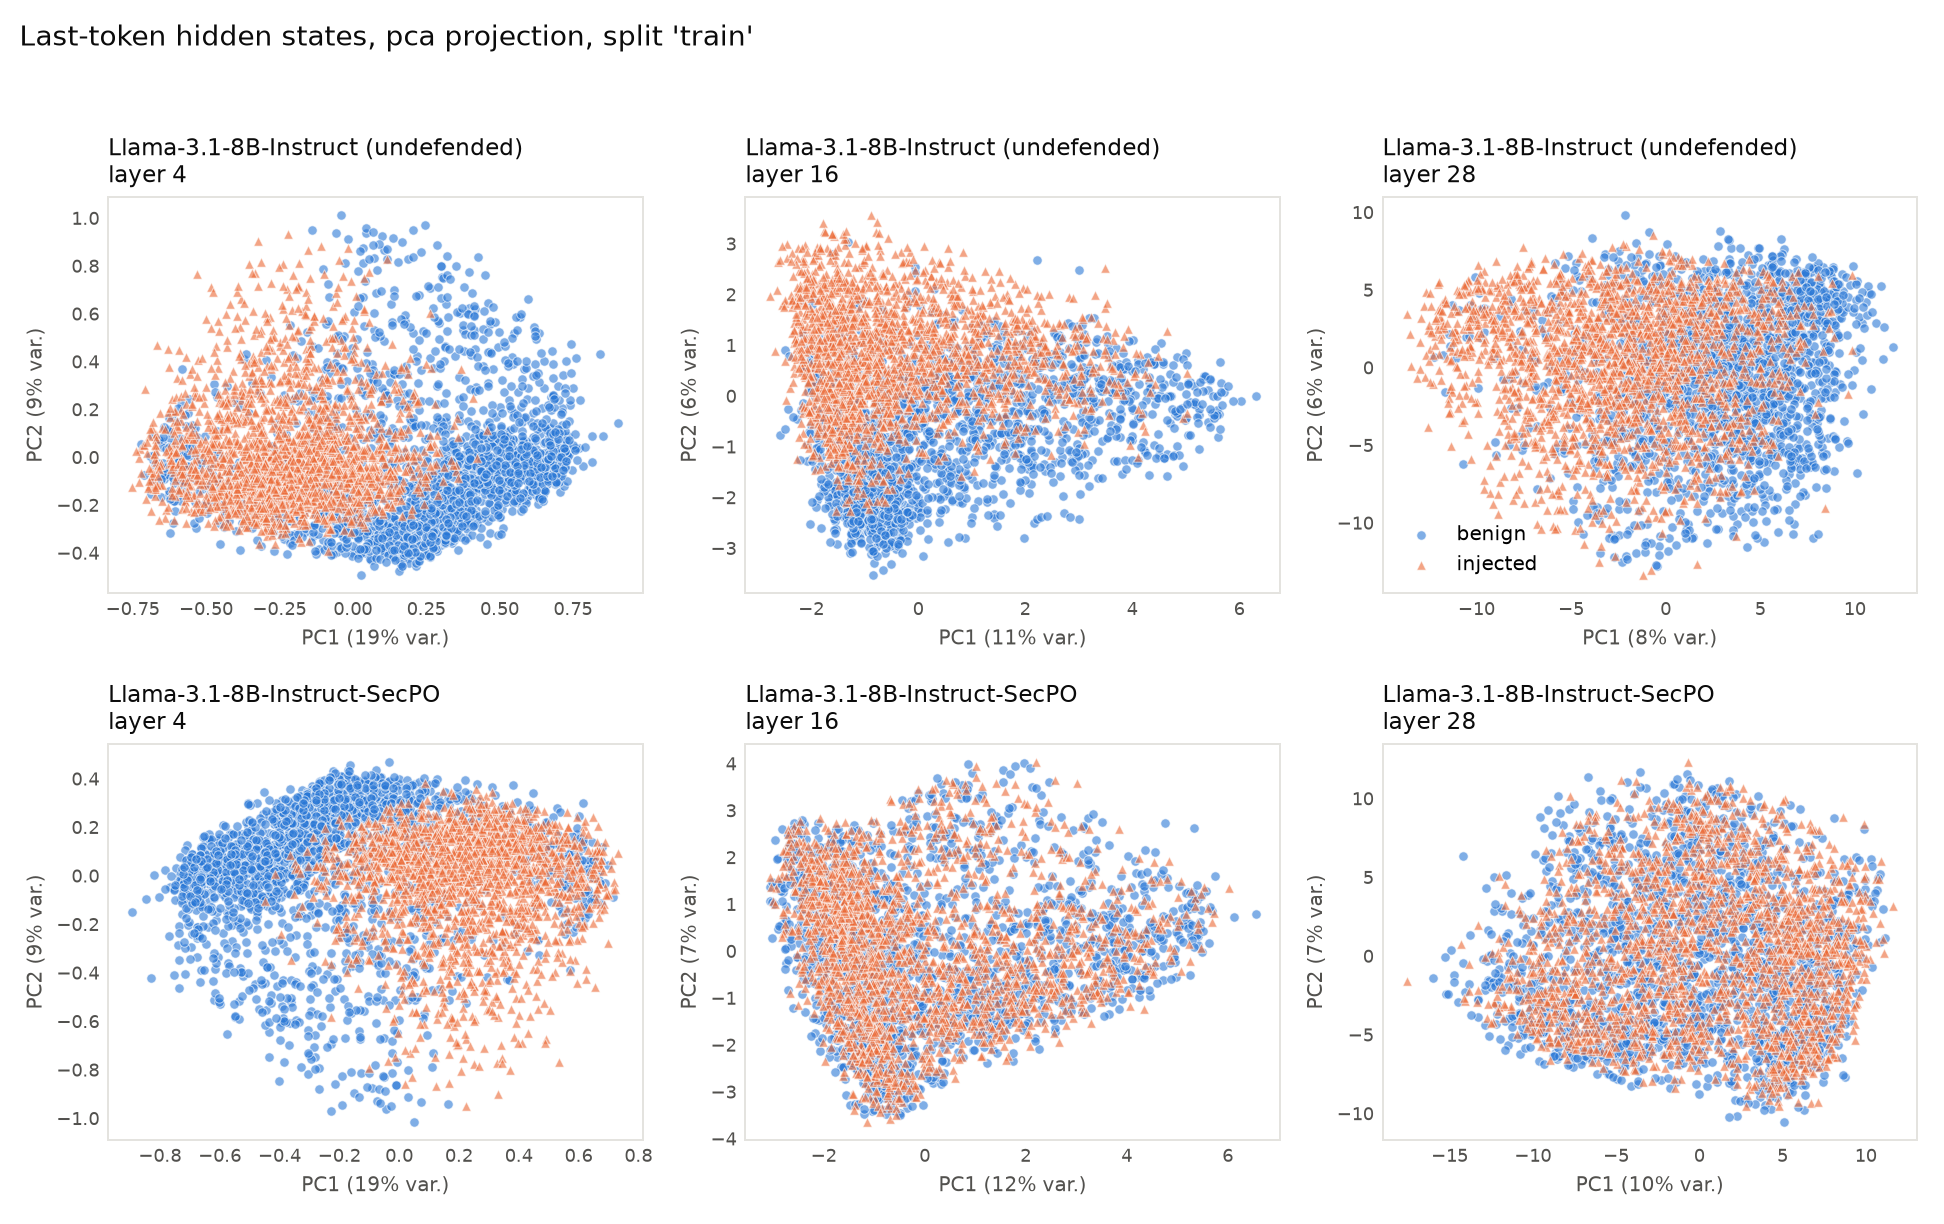 Last-token hidden states, pca projection, split 'train'
Llama-3.1-8B-Instruct (undefended)
layer 4
1.0
0.8
0.6
0.4
0.2
0.0
−0.2
−0.4
PC2 (9% var.)
−0.75 −0.50 −0.25 0.00 0.25 0.50 0.75
PC1 (19% var.)
Llama-3.1-8B-Instruct (undefended)
layer 16
3
2
1
0
−1
−2
−3
PC2 (6% var.)
−2 0 2 4 6
PC1 (11% var.)
Llama-3.1-8B-Instruct (undefended)
layer 28
10
5
0
−5
−10
PC2 (6% var.)
benign
injected
−10 −5 0 5 10
PC1 (8% var.)
Llama-3.1-8B-Instruct-SecPO
layer 4
0.4
0.2
0.0
−0.2
−0.4
−0.6
−0.8
−1.0
PC2 (9% var.)
−0.8 −0.6 −0.4 −0.2 0.0 0.2 0.4 0.6 0.8
PC1 (19% var.)
Llama-3.1-8B-Instruct-SecPO
layer 16
4
3
2
1
0
−1
−2
−3
−4
PC2 (7% var.)
−2 0 2 4 6
PC1 (12% var.)
Llama-3.1-8B-Instruct-SecPO
layer 28
10
5
0
−5
−10
PC2 (7% var.)
−15 −10 −5 0 5 10
PC1 (10% var.)